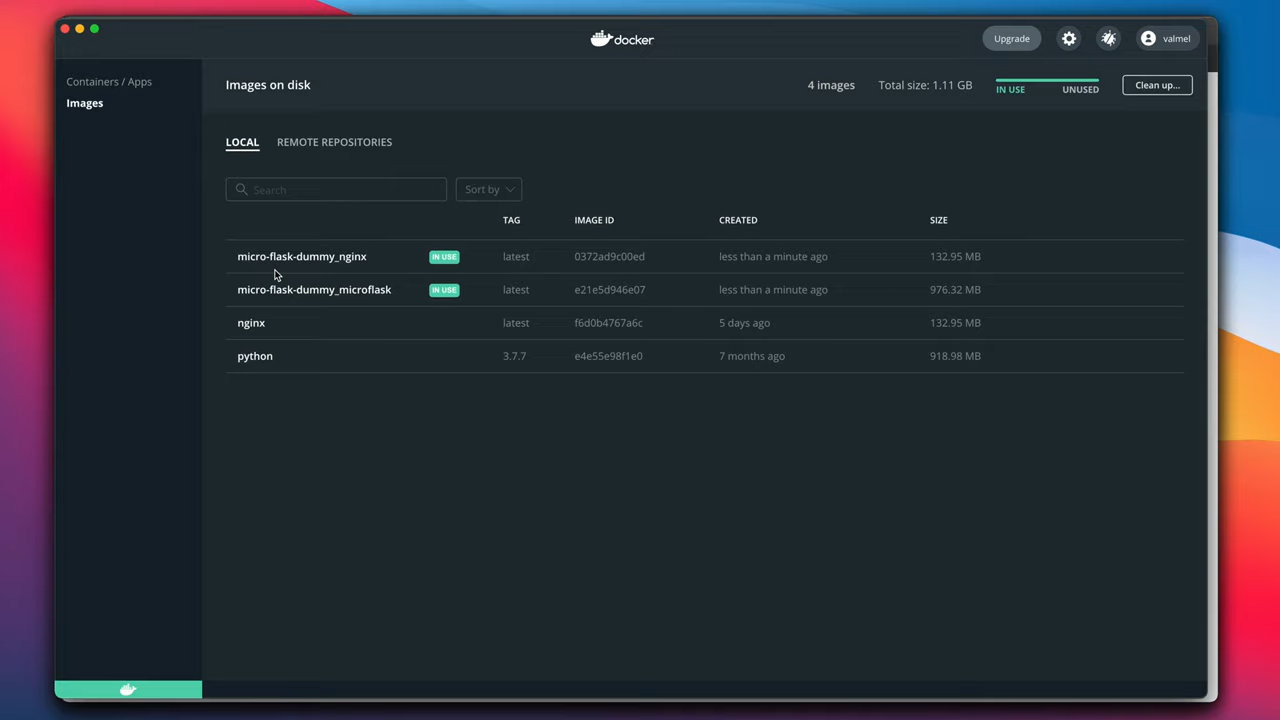 docker
Upgrade
valmel
Containers / Apps
Images
Images on disk
4 images
Total size: 1.11 GB
IN USE
UNUSED
Clean up...
LOCAL
REMOTE REPOSITORIES
Search
Sort by
TAG
IMAGE ID
CREATED
SIZE
micro-flask-dummy_nginx IN USE latest 0372ad9c00ed less than a minute ago 132.95 MB
micro-flask-dummy_microflask IN USE latest e21e5d946e07 less than a minute ago 976.32 MB
nginx latest f6d0b4767a6c 5 days ago 132.95 MB
python 3.7.7 e4e55e98f1e0 7 months ago 918.98 MB